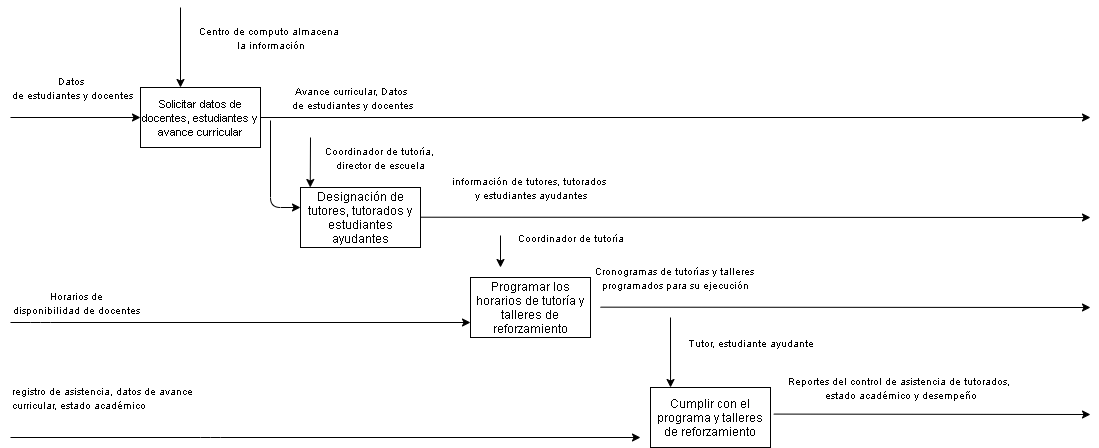 Centro de computo almacena
la información
Datos
de estudiantes y docentes
Solicitar datos de
docentes, estudiantes y
avance curricular
Avance curricular, Datos
de estudiantes y docentes
Coordinador de tutoría,
director de escuela
Designación de
tutores, tutorados y
estudiantes
ayudantes
información de tutores, tutorados
y estudiantes ayudantes
Coordinador de tutoría
Horarios de
disponibilidad de docentes
Programar los
horarios de tutoría y
talleres de
reforzamiento
Cronogramas de tutorías y talleres
programados para su ejecución
Tutor, estudiante ayudante
registro de asistencia, datos de avance
curricular, estado académico
Cumplir con el
programa y talleres
de reforzamiento
Reportes del control de asistencia de tutorados,
estado académico y desempeño